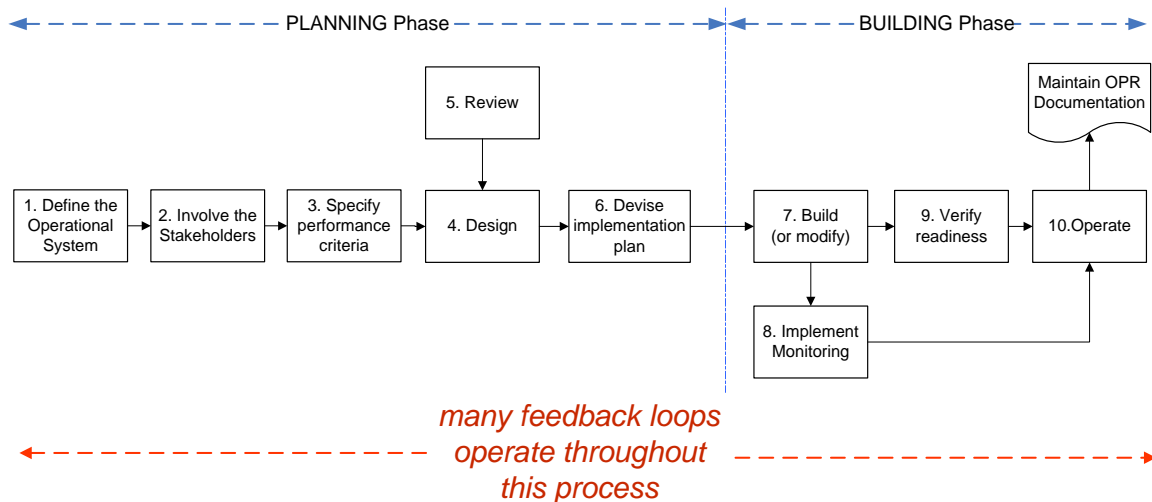 PLANNING Phase
BUILDING Phase
5. Review
Maintain OPR
Documentation
1. Define the
Operational
System
2. Involve the
Stakeholders
3. Specify
performance
criteria
4. Design
6. Devise
implementation
plan
7. Build
(or modify)
9. Verify
readiness
10.Operate
8. Implement
Monitoring
many feedback loops
operate throughout
this process